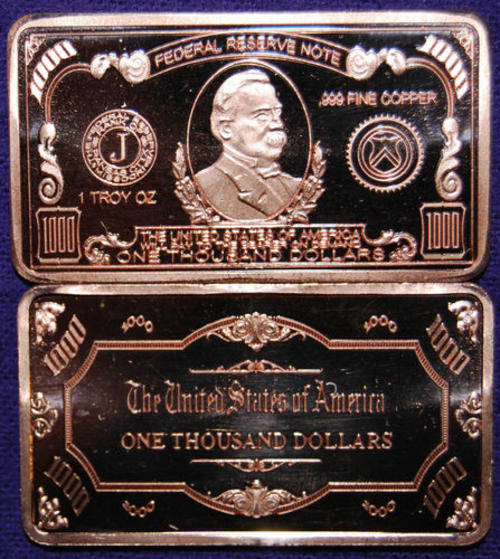 1000 1000
FEDERAL RESERVE NOTE
.999 FINE COPPER
J
1 TROY OZ
1000 1000
THE UNITED STATES OF AMERICA
ONE THOUSAND DOLLARS
1000 1000 1000 1000
The United States of America
ONE THOUSAND DOLLARS
1000 1000 1000 1000